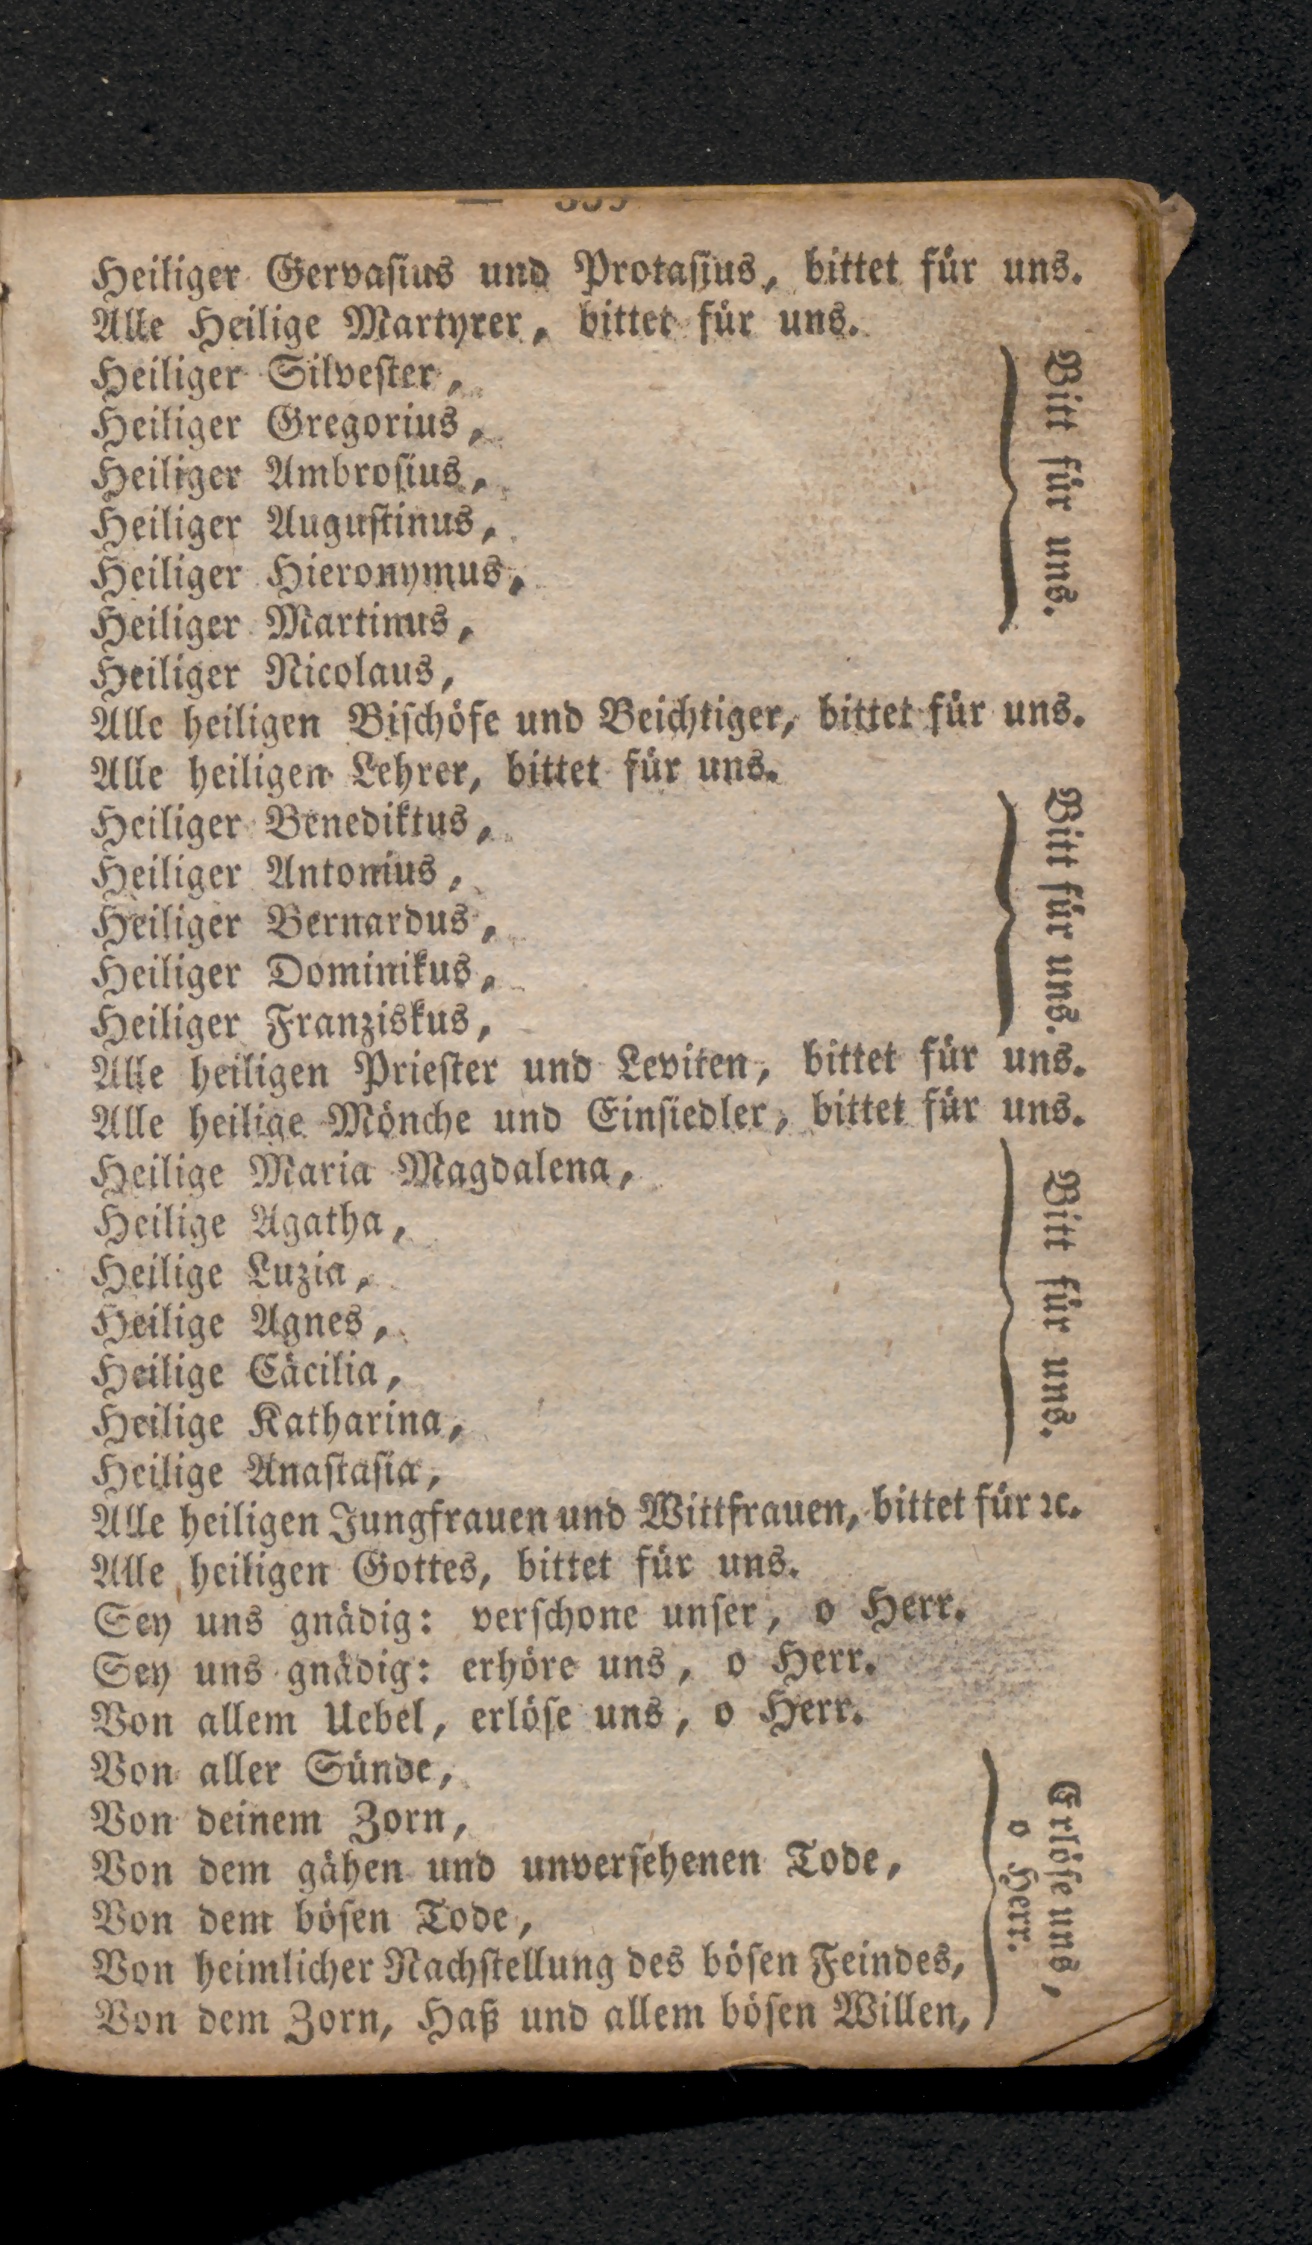 Heiliger Gervaſius und Protaſius, bittet für uns.
Alle Heilige Martyrer, bittet für uns.
Heiliger Silveſter,
Heiliger Gregorius,
Heiliger Ambroſius,
Heiliger Auguſtinus,
Heiliger Hieronymus,
Heiliger Martinus,
Heiliger Nicolaus,
Bitt für uns.
Alle heiligen Biſchöfe und Beichtiger, bittet für uns.
Alle heiligen Lehrer, bittet für uns.
Heiliger Benediktus,
Heiliger Antonius,
Heiliger Bernardus,
Heiliger Dominikus,
Heiliger Franziskus,
Bitt für uns.
Alle heiligen Prieſter und Leviten, bittet für uns.
Alle heilige Mönche und Einſiedler, bittet für uns.
Heilige Maria Magdalena,
Heilige Agatha,
Heilige Luzia,
Heilige Agnes,
Heilige Cäcilia,
Heilige Katharina,
Heilige Anaſtaſia,
Bitt für uns.
Alle heiligen Jungfrauen und Wittfrauen, bittet für ꝛc.
Alle heiligen Gottes, bittet für uns.
Sey uns gnädig: verſchone unſer, o Herr.
Sey uns gnädig: erhöre uns, o Herr.
Von allem Uebel, erlöſe uns, o Herr.
Von aller Sünde,
Von deinem Zorn,
Von dem gähen und unverſehenen Tode,
Von dem böſen Tode,
Von heimlicher Nachſtellung des böſen Feindes,
Von dem Zorn, Haß und allem böſen Willen,
Erlöſe uns,
o Herr.